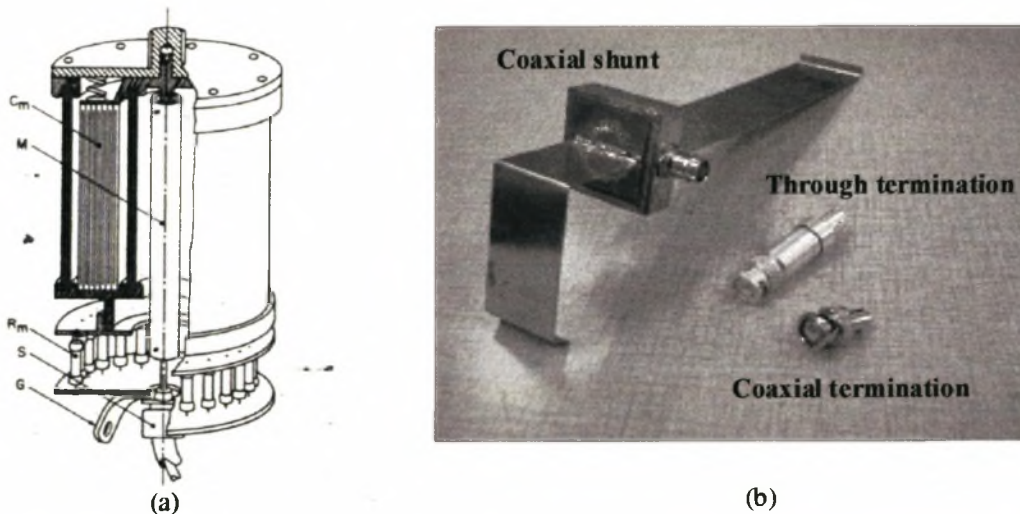 Cm
M
Rm
S
G
(a)
Coaxial shunt
Through termination
Coaxial termination
(b)